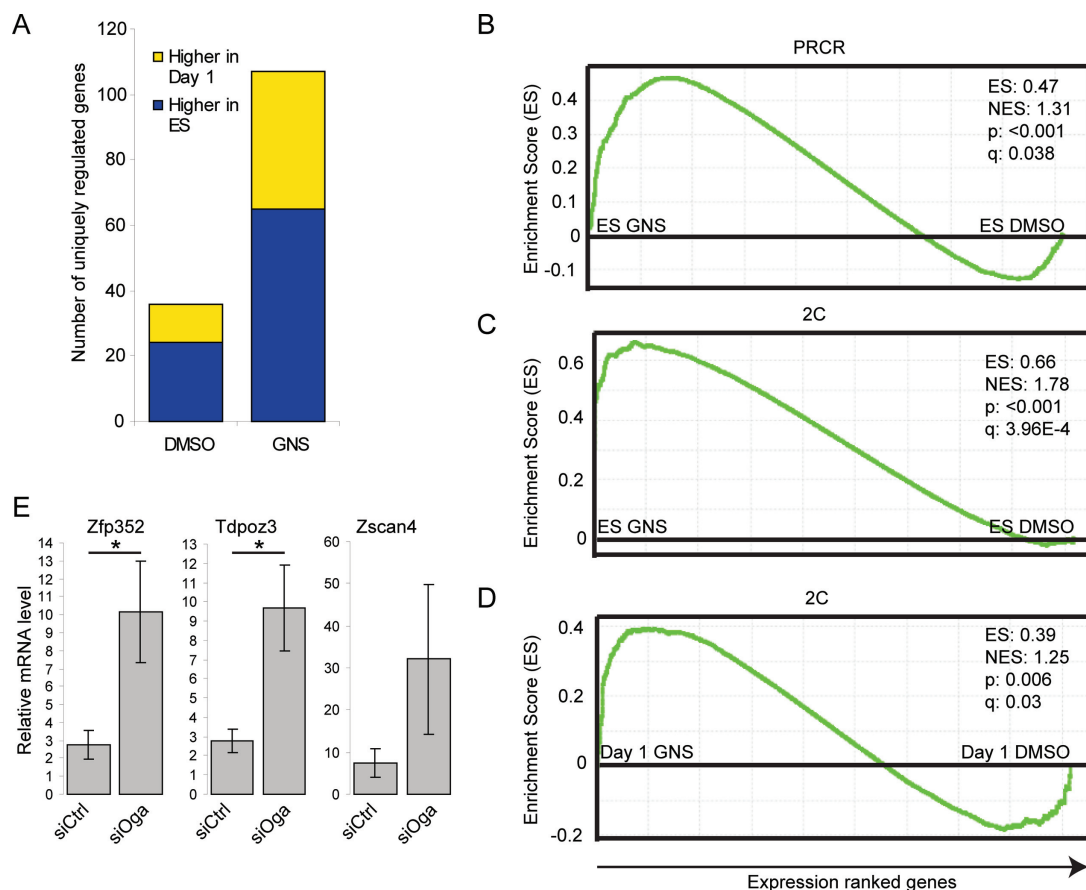 A
Number of uniquely regulated genes
120
100
80
60
40
20
0
Higher in
Day 1
Higher in
ES
DMSO
GNS
B
PRCR
Enrichment Score (ES)
0.4
0.3
0.2
0.1
0
-0.1
ES: 0.47
NES: 1.31
p: <0.001
q: 0.038
ES GNS
ES DMSO
C
2C
Enrichment Score (ES)
0.6
0.4
0.2
0
ES: 0.66
NES: 1.78
p: <0.001
q: 3.96E-4
ES GNS
ES DMSO
D
2C
Enrichment Score (ES)
0.4
0.2
0
-0.2
ES: 0.39
NES: 1.25
p: 0.006
q: 0.03
Day 1 GNS
Day 1 DMSO
Expression ranked genes
E
Relative mRNA level
Zfp352
14
13
12
11
10
9
8
7
6
5
4
3
2
1
0
*
siCtrl
siOga
Tdpoz3
13
12
11
10
9
8
7
6
5
4
3
2
1
0
*
siCtrl
siOga
Zscan4
60
50
40
30
20
10
0
siCtrl
siOga